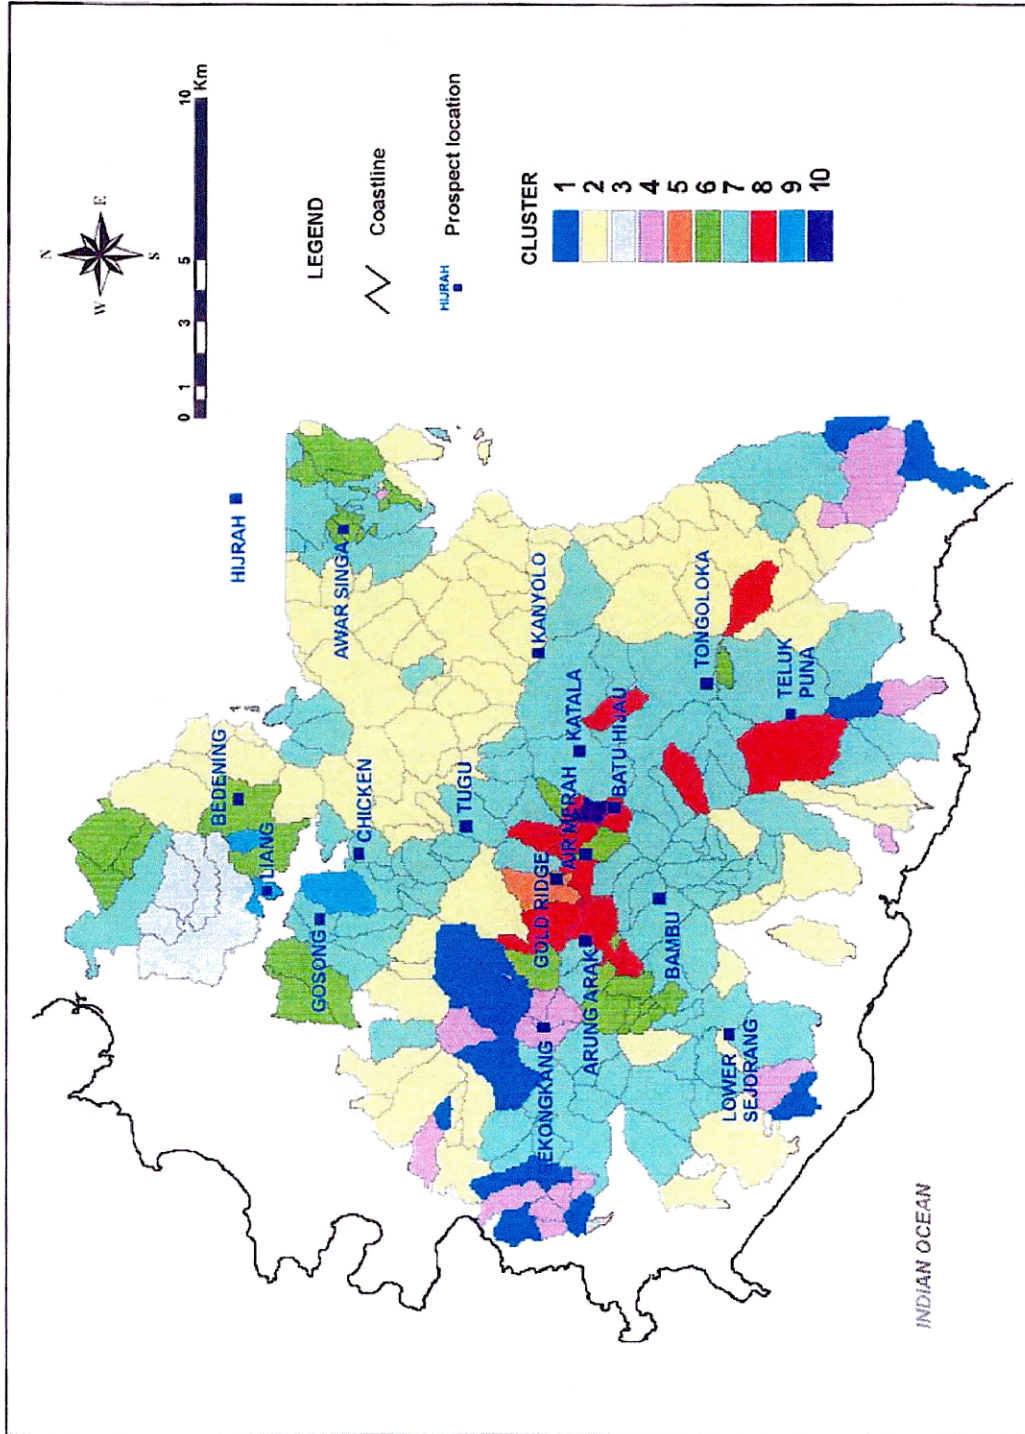 N
W
E
S
0
1
3
5
10
Km
LEGEND
Coastline
HIJRAH
Prospect location
CLUSTER
1
2
3
4
5
6
7
8
9
10
HIJRAH
AWAR SINGA
BEDENING
LIANG
CHICKEN
GOSONG
TUGU
KANYOLO
KATALA
BATU HIJAU
AIR MERAH
GOLD RIDGE
ARUNG ARAK
EKONGKANG
BAMBU
TONGOLOKA
TELUK
PUNA
LOWER
SEJORANG
INDIAN OCEAN